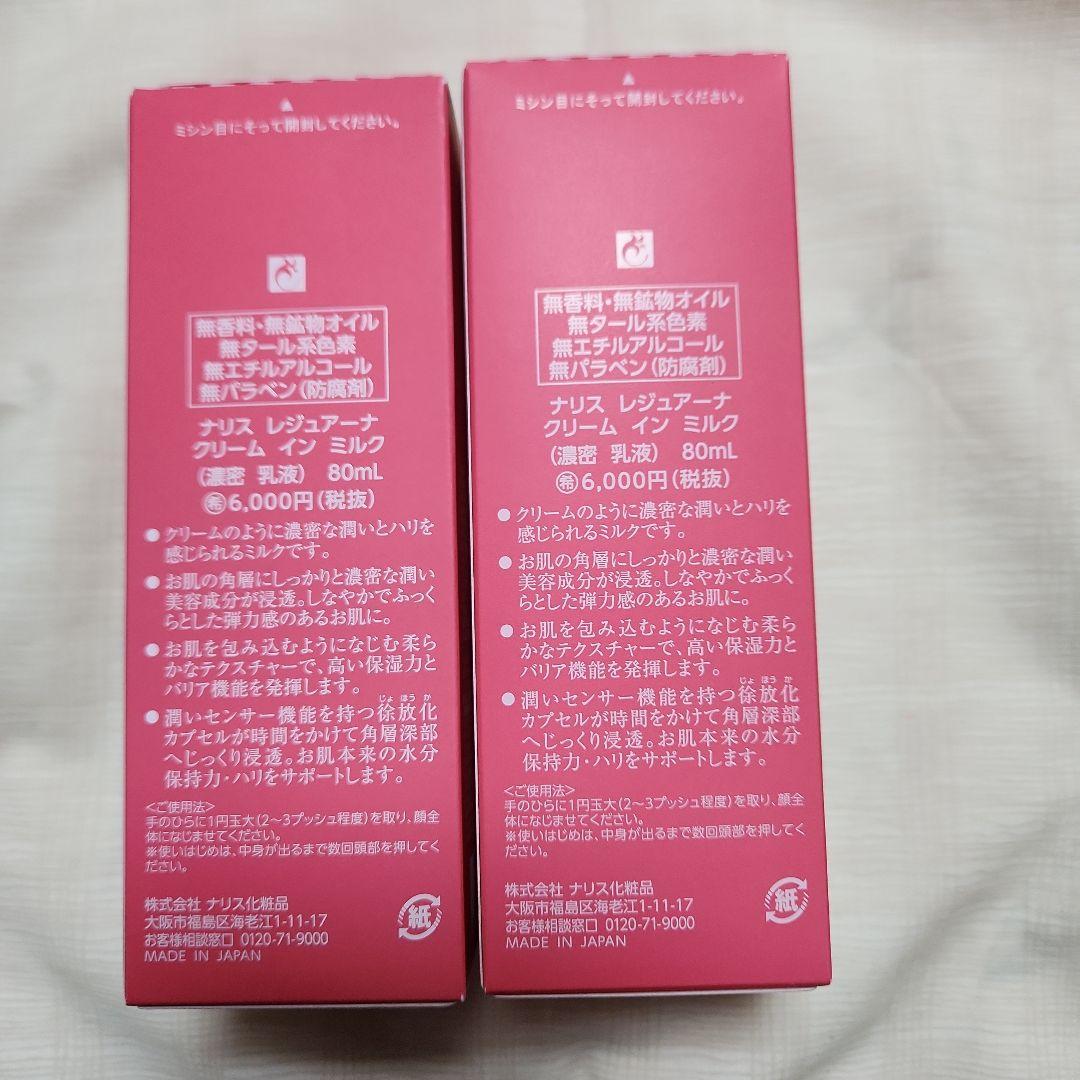 ミシン目にそって開封してください。
無香料・無鉱物オイル
無タール系色素
無エチルアルコール
無パラベン(防腐剤)
ナリス レジュアーナ
クリーム イン ミルク
(濃密 乳液) 80mL
㊭6,000円(税抜)
●クリームのように濃密な潤いとハリを
感じられるミルクです。
●お肌の角層にしっかりと濃密な潤い
美容成分が浸透。しなやかでふっく
らとした弾力感のあるお肌に。
●お肌を包み込むようになじむ柔ら
かなテクスチャーで、高い保湿力と
バリア機能を発揮します。
じょ ほう か
●潤いセンサー機能を持つ徐放化
カプセルが時間をかけて角層深部
へじっくり浸透。お肌本来の水分
保持力・ハリをサポートします。
<ご使用法>
手のひらに1円玉大(2〜3プッシュ程度)を取り、顔全
体になじませてください。
※使いはじめは、中身が出るまで数回頭部を押してく
ださい。
株式会社 ナリス化粧品
大阪市福島区海老江1-11-17
お客様相談窓口 0120-71-9000
MADE IN JAPAN
紙
ミシン目にそって開封してください。
無香料・無鉱物オイル
無タール系色素
無エチルアルコール
無パラベン(防腐剤)
ナリス レジュアーナ
クリーム イン ミルク
(濃密 乳液) 80mL
㊭6,000円(税抜)
●クリームのように濃密な潤いとハリを
感じられるミルクです。
●お肌の角層にしっかりと濃密な潤い
美容成分が浸透。しなやかでふっく
らとした弾力感のあるお肌に。
●お肌を包み込むようになじむ柔ら
かなテクスチャーで、高い保湿力と
バリア機能を発揮します。
じょ ほう か
●潤いセンサー機能を持つ徐放化
カプセルが時間をかけて角層深部
へじっくり浸透。お肌本来の水分
保持力・ハリをサポートします。
<ご使用法>
手のひらに1円玉大(2〜3プッシュ程度)を取り、顔全
体になじませてください。
※使いはじめは、中身が出るまで数回頭部を押してく
ださい。
株式会社 ナリス化粧品
大阪市福島区海老江1-11-17
お客様相談窓口 0120-71-9000
MADE IN JAPAN
紙